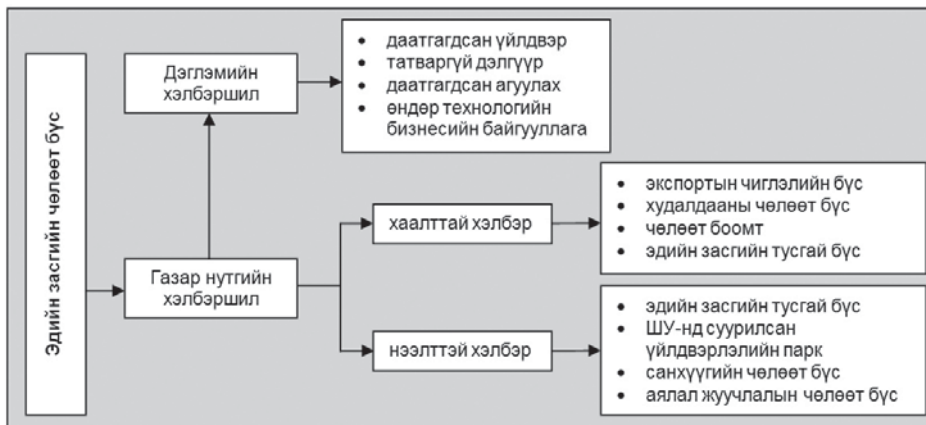 Эдийн засгийн чөлөөт бүс
Дэглэмийн
хэлбэршил
• даатгагдсан үйлдвэр
• татваргүй дэлгүүр
• даатгагдсан агуулах
• өндөр технологийн
бизнесийн байгууллага
Газар нутгийн
хэлбэршил
хаалттай хэлбэр
• экспортын чиглэлийн бүс
• худалдааны чөлөөт бүс
• чөлөөт боомт
• эдийн засгийн тусгай бүс
нээлттэй хэлбэр
• эдийн засгийн тусгай бүс
• ШУ-нд суурилсан
үйлдвэрлэлийн парк
• санхүүгийн чөлөөт бүс
• аялал жуучлалын чөлөөт бүс